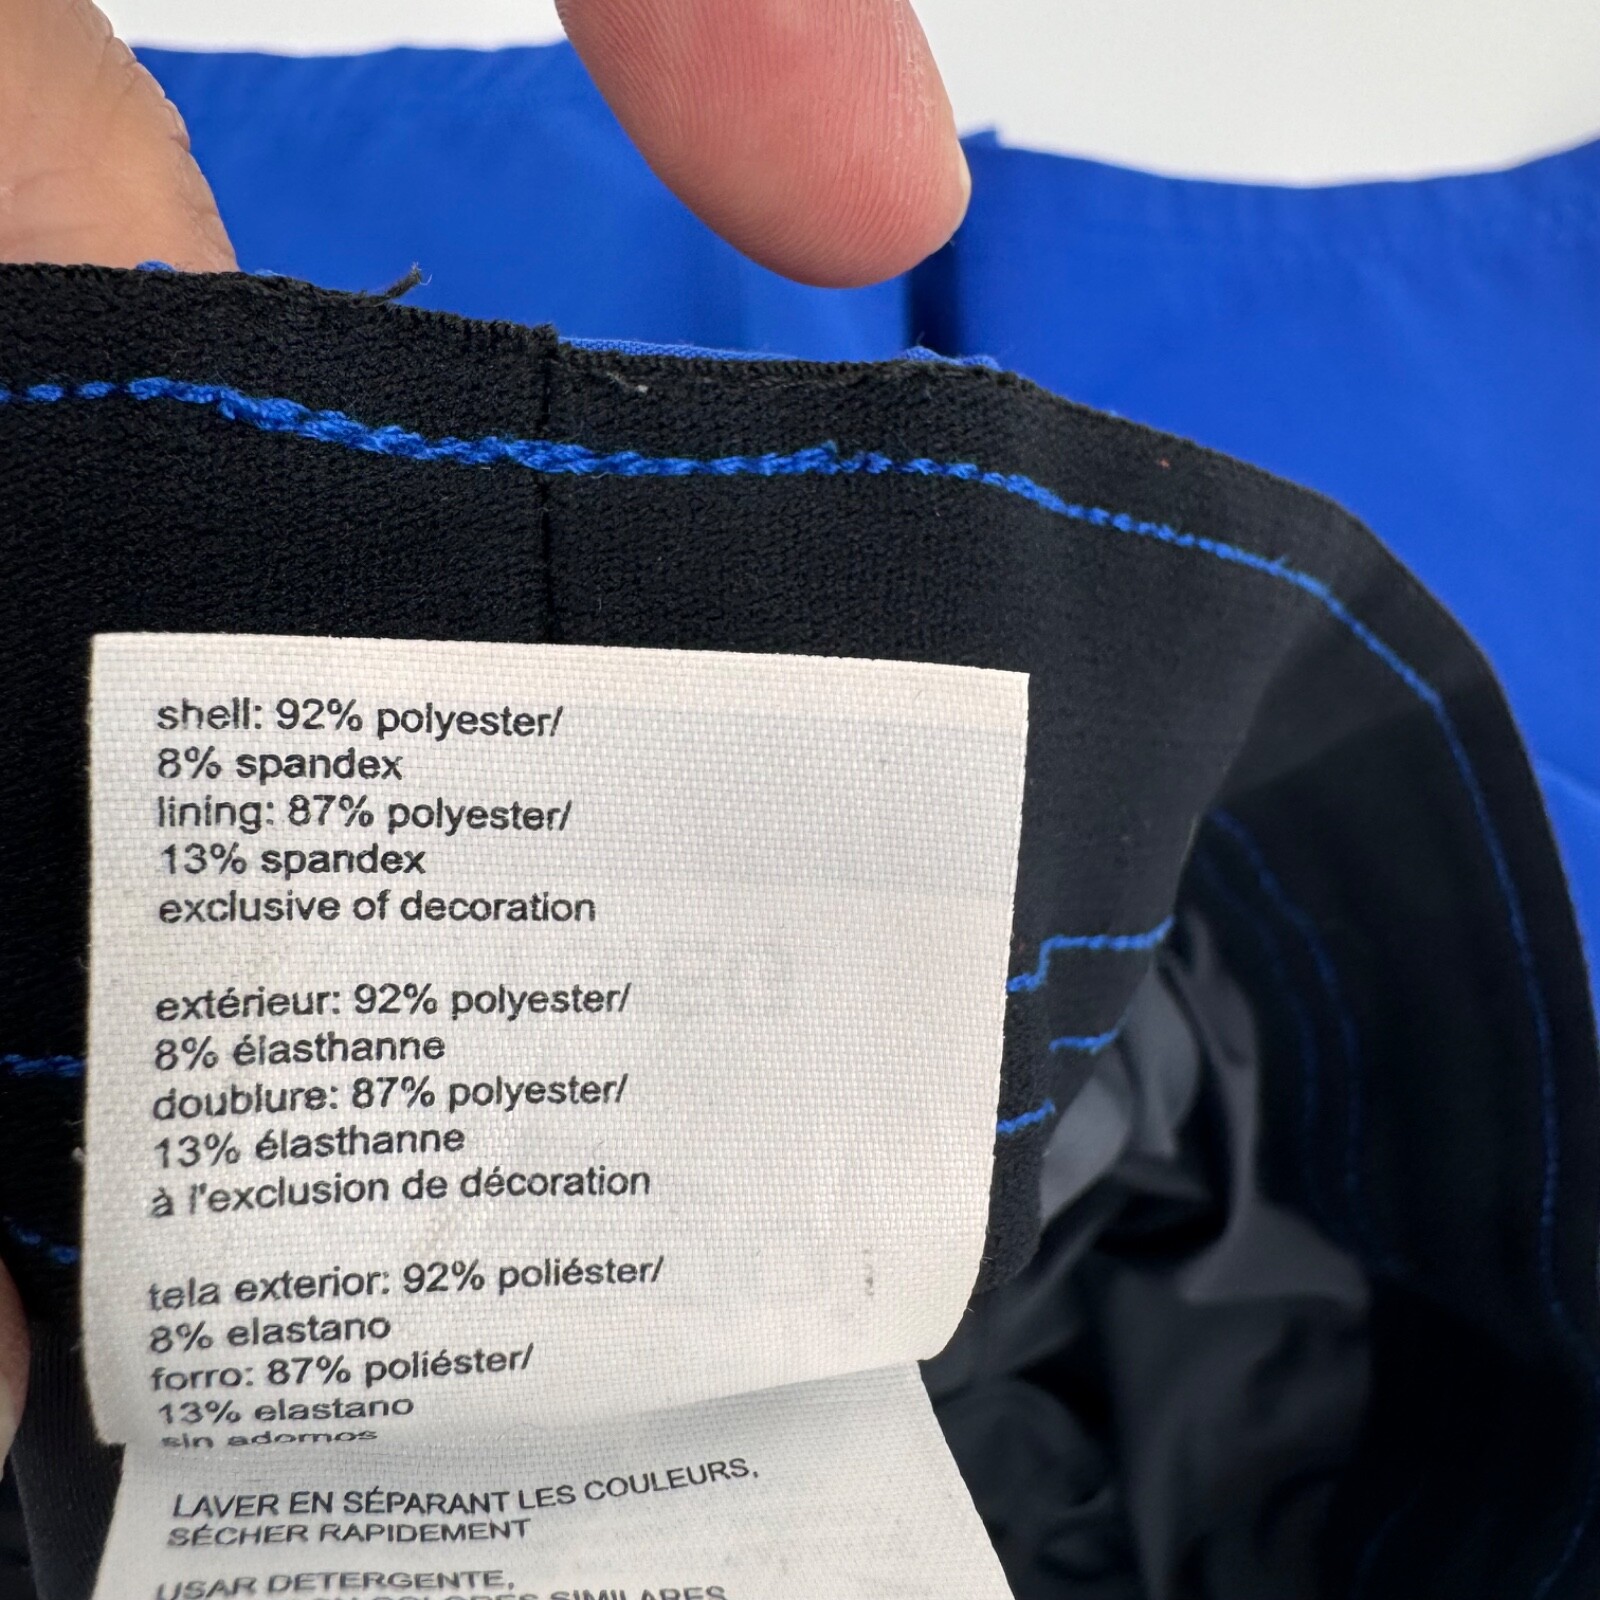 shell: 92% polyester/
8% spandex
lining: 87% polyester/
13% spandex
exclusive of decoration
extérieur: 92% polyester/
8% élasthanne
doublure: 87% polyester/
13% élasthanne
à l'exclusion de décoration
tela exterior: 92% poliéster/
8% elastano
forro: 87% poliéster/
13% elastano
sin adornos
LAVER EN SÉPARANT LES COULEURS,
SÉCHER RAPIDEMENT
USAR DETERGENTE,
COLORES SIMILARES